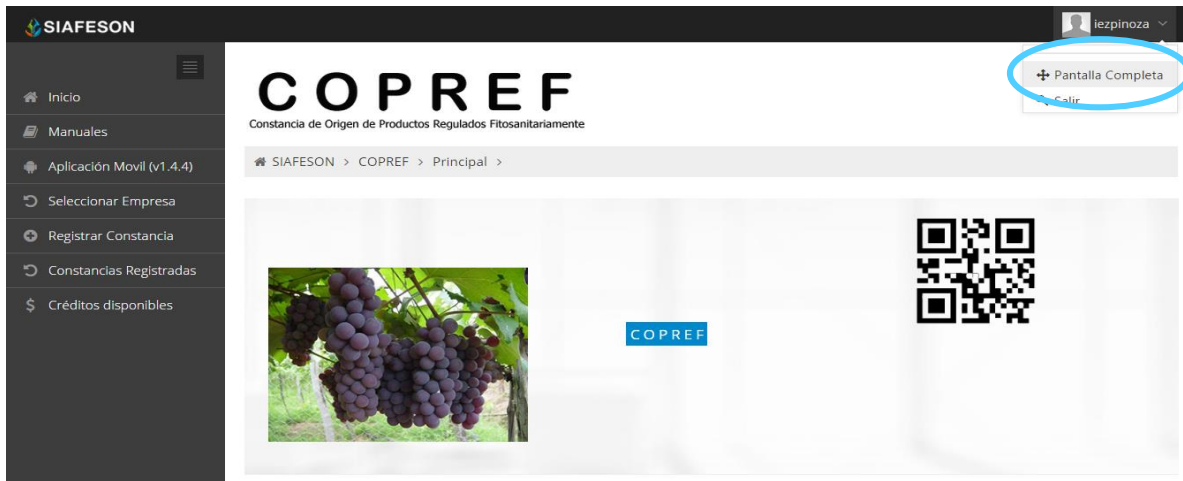 SIAFESON
iezpinoza
Pantalla Completa
Salir
Inicio
Manuales
Aplicación Movil (v1.4.4)
Seleccionar Empresa
Registrar Constancia
Constancias Registradas
$ Créditos disponibles
COPREF
Constancia de Origen de Productos Regulados Fitosanitariamente
SIAFESON > COPREF > Principal >
COPREF